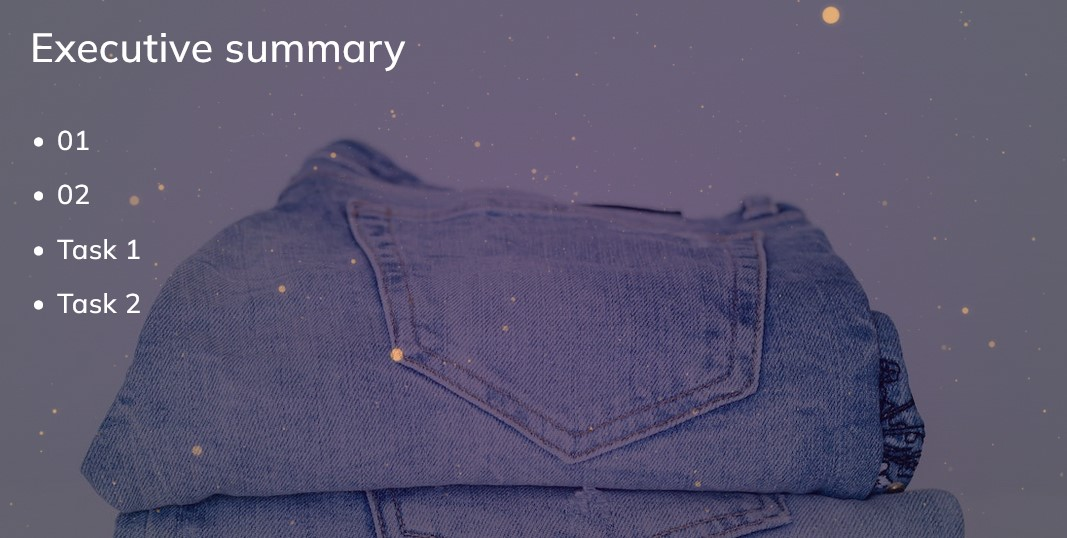 Executive summary
• 01
• 02
• Task 1
• Task 2